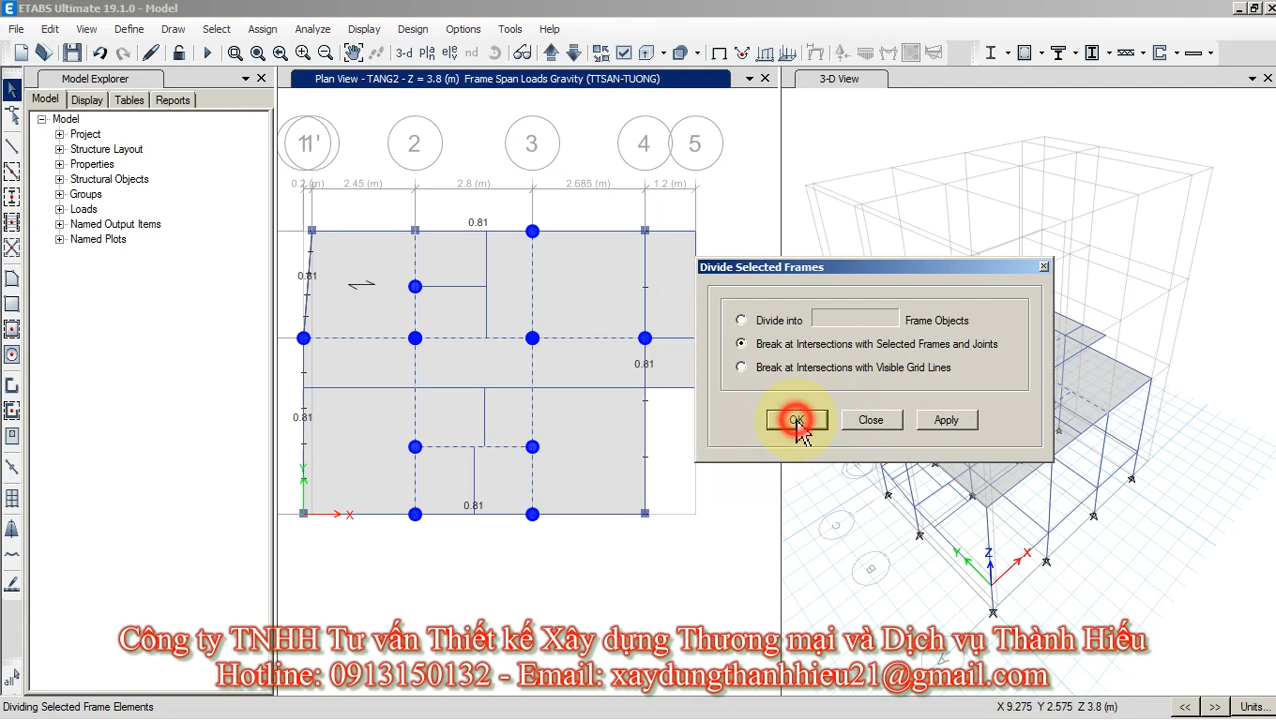 ETABS Ultimate 19.1.0 - Model
File Edit View Define Draw Select Assign Analyze Display Design Options Tools Help
3-d
Model Explorer
Plan View - TANG2 - Z = 3.8 (m) Frame Span Loads Gravity (TTSAN-TUONG)
3-D View
Model Display Tables Reports
Model
Project
Structure Layout
Properties
Structural Objects
Groups
Loads
Named Output Items
Named Plots
1 1' 2 3 4 5
0.2 (m) 2.45 (m) 2.8 (m) 2.685 (m) 1.2 (m)
0.81
0.81
0.81
0.81
0.81
Y
X
Divide Selected Frames
Divide into Frame Objects
Break at Intersections with Selected Frames and Joints
Break at Intersections with Visible Grid Lines
OK Close Apply
C
B
A
Y Z X
Công ty TNHH Tư vấn Thiết kế Xây dựng Thương mại và Dịch vụ Thành Hiếu
Hotline: 0913150132 - Email: xaydungthanhhieu21@gmail.com
Dividing Selected Frame Elements
X 9.275 Y 2.575 Z 3.8 (m)
<< >> Units...